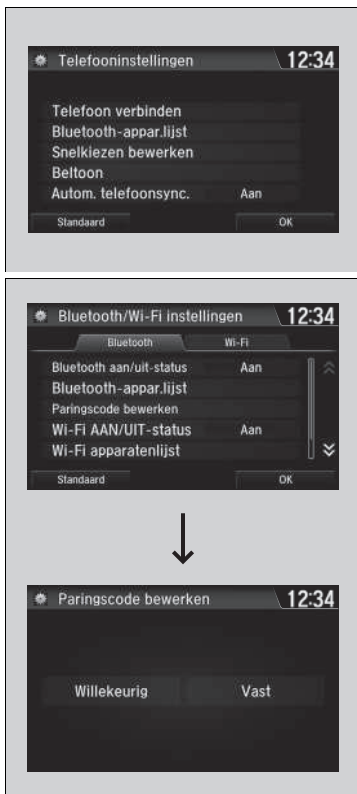 Telefooninstellingen 12:34
Telefoon verbinden
Bluetooth-appar.lijst
Snelkiezen bewerken
Beltoon
Autom. telefoonsync. Aan
Standaard OK
Bluetooth/Wi-Fi instellingen 12:34
Bluetooth Wi-Fi
Bluetooth aan/uit-status Aan
Bluetooth-appar.lijst
Paringscode bewerken
Wi-Fi AAN/UIT-status Aan
Wi-Fi apparatenlijst
Standaard OK
Paringscode bewerken 12:34
Willekeurig Vast